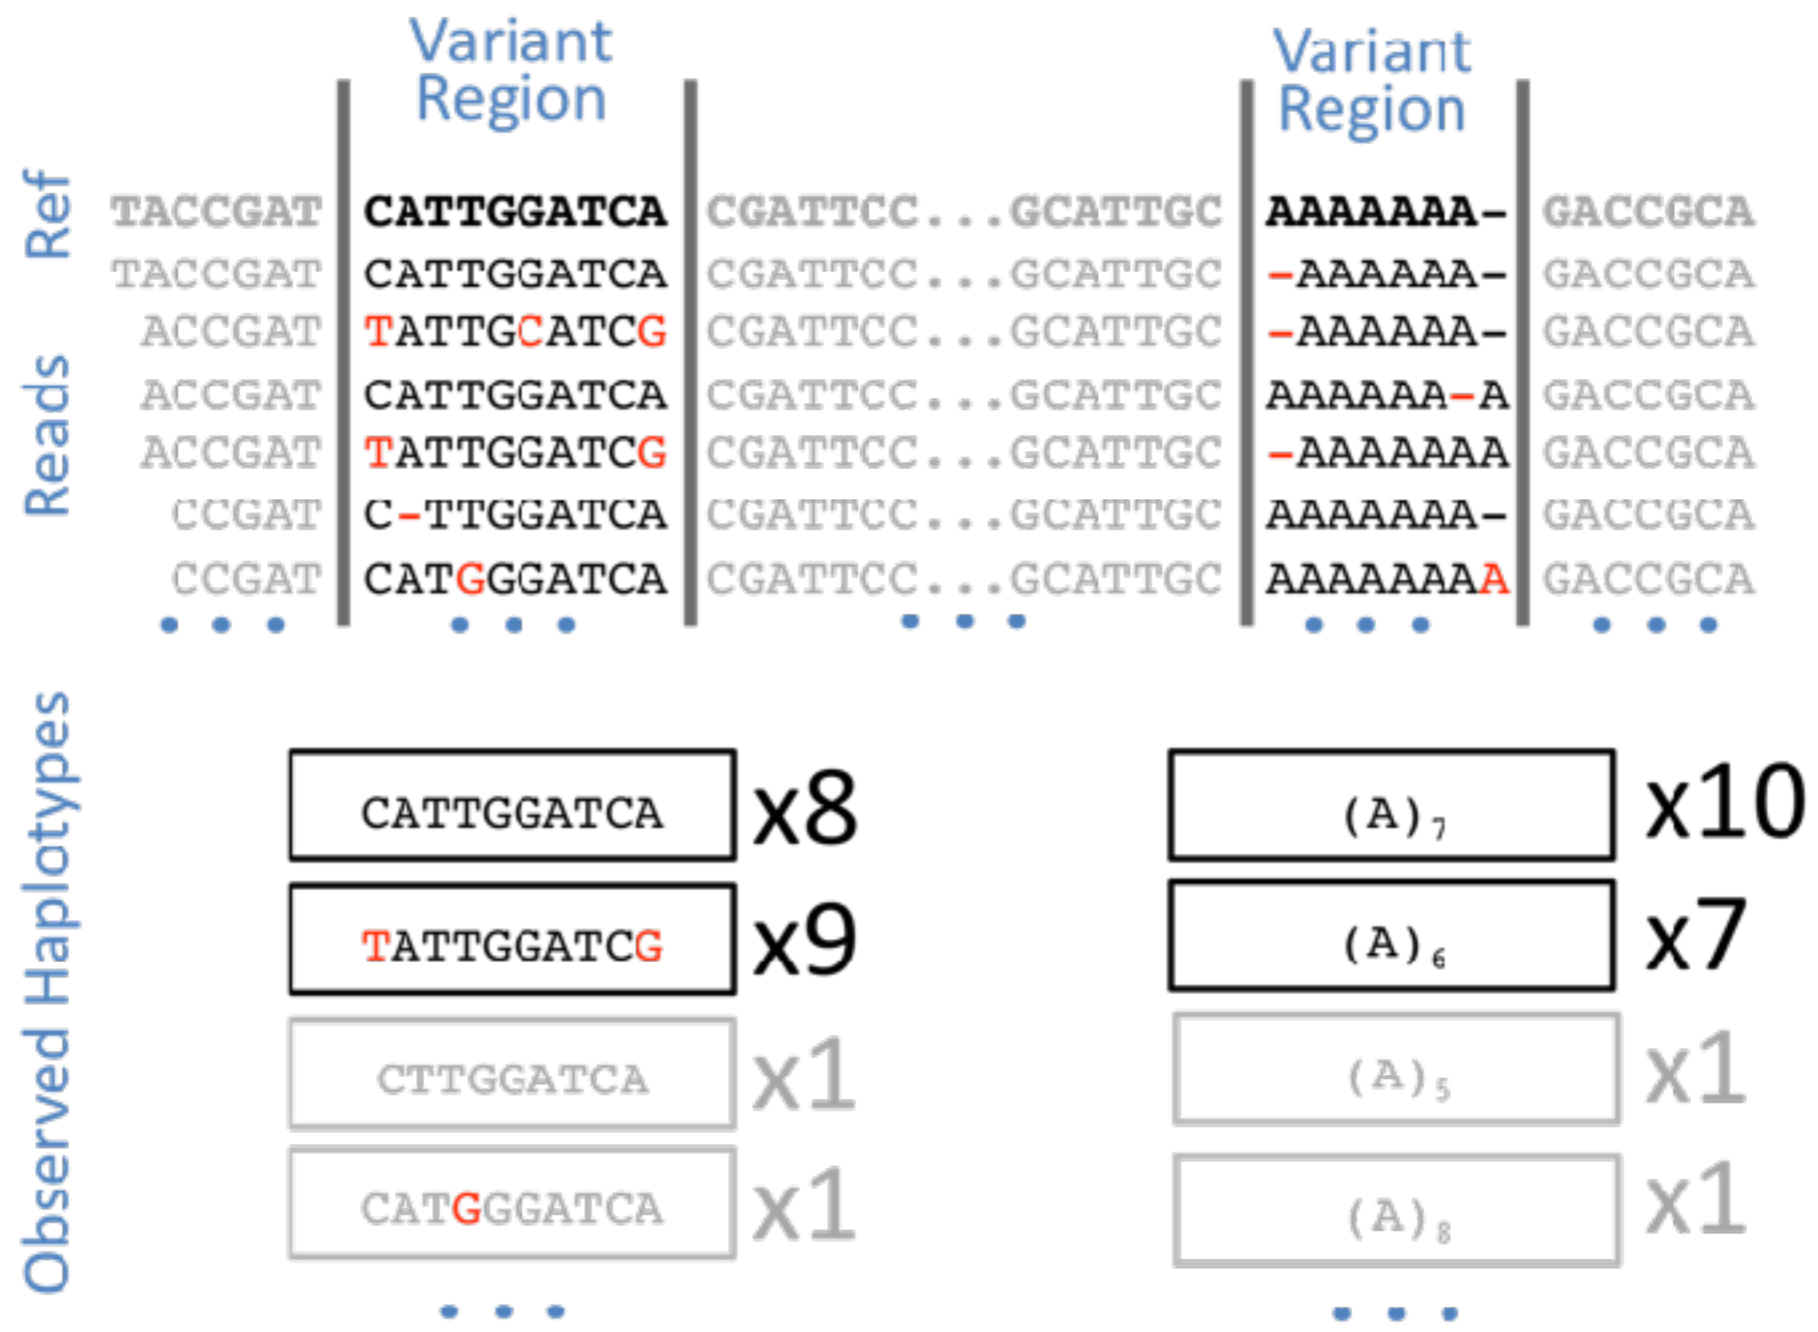 Variant Region
Variant Region
Ref
TACCGAT CATTGGATCA CGATTCC...GCATTGC AAAAAAA- GACCGCA
Reads
TACCGAT CATTGGATCA CGATTCC...GCATTGC -AAAAAA- GACCGCA
ACCGAT TATTGCATCG CGATTCC...GCATTGC -AAAAAA- GACCGCA
ACCGAT CATTGGATCA CGATTCC...GCATTGC AAAAAA-A GACCGCA
ACCGAT TATTGGATCG CGATTCC...GCATTGC -AAAAAAA GACCGCA
CCGAT C-TTGGATCA CGATTCC...GCATTGC AAAAAAA- GACCGCA
CCGAT CATGGGATCA CGATTCC...GCATTGC AAAAAAAA GACCGCA
Observed Haplotypes
CATTGGATCA x8 (A)₇ x10
TATTGGATCG x9 (A)₆ x7
CTTGGATCA x1 (A)₅ x1
CATGGGATCA x1 (A)₈ x1